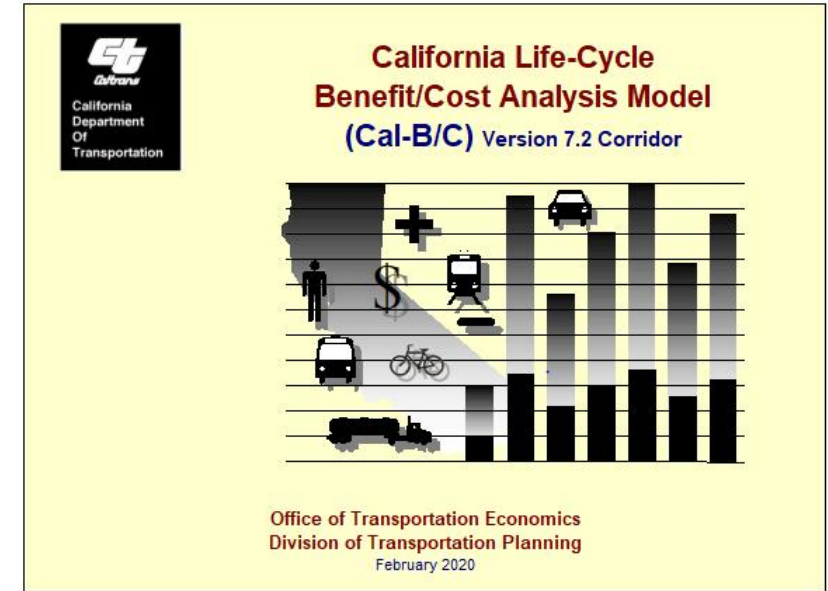 Ct
Caltrans
California
Department
Of
Transportation
California Life-Cycle
Benefit/Cost Analysis Model
(Cal-B/C) Version 7.2 Corridor
$
Office of Transportation Economics
Division of Transportation Planning
February 2020